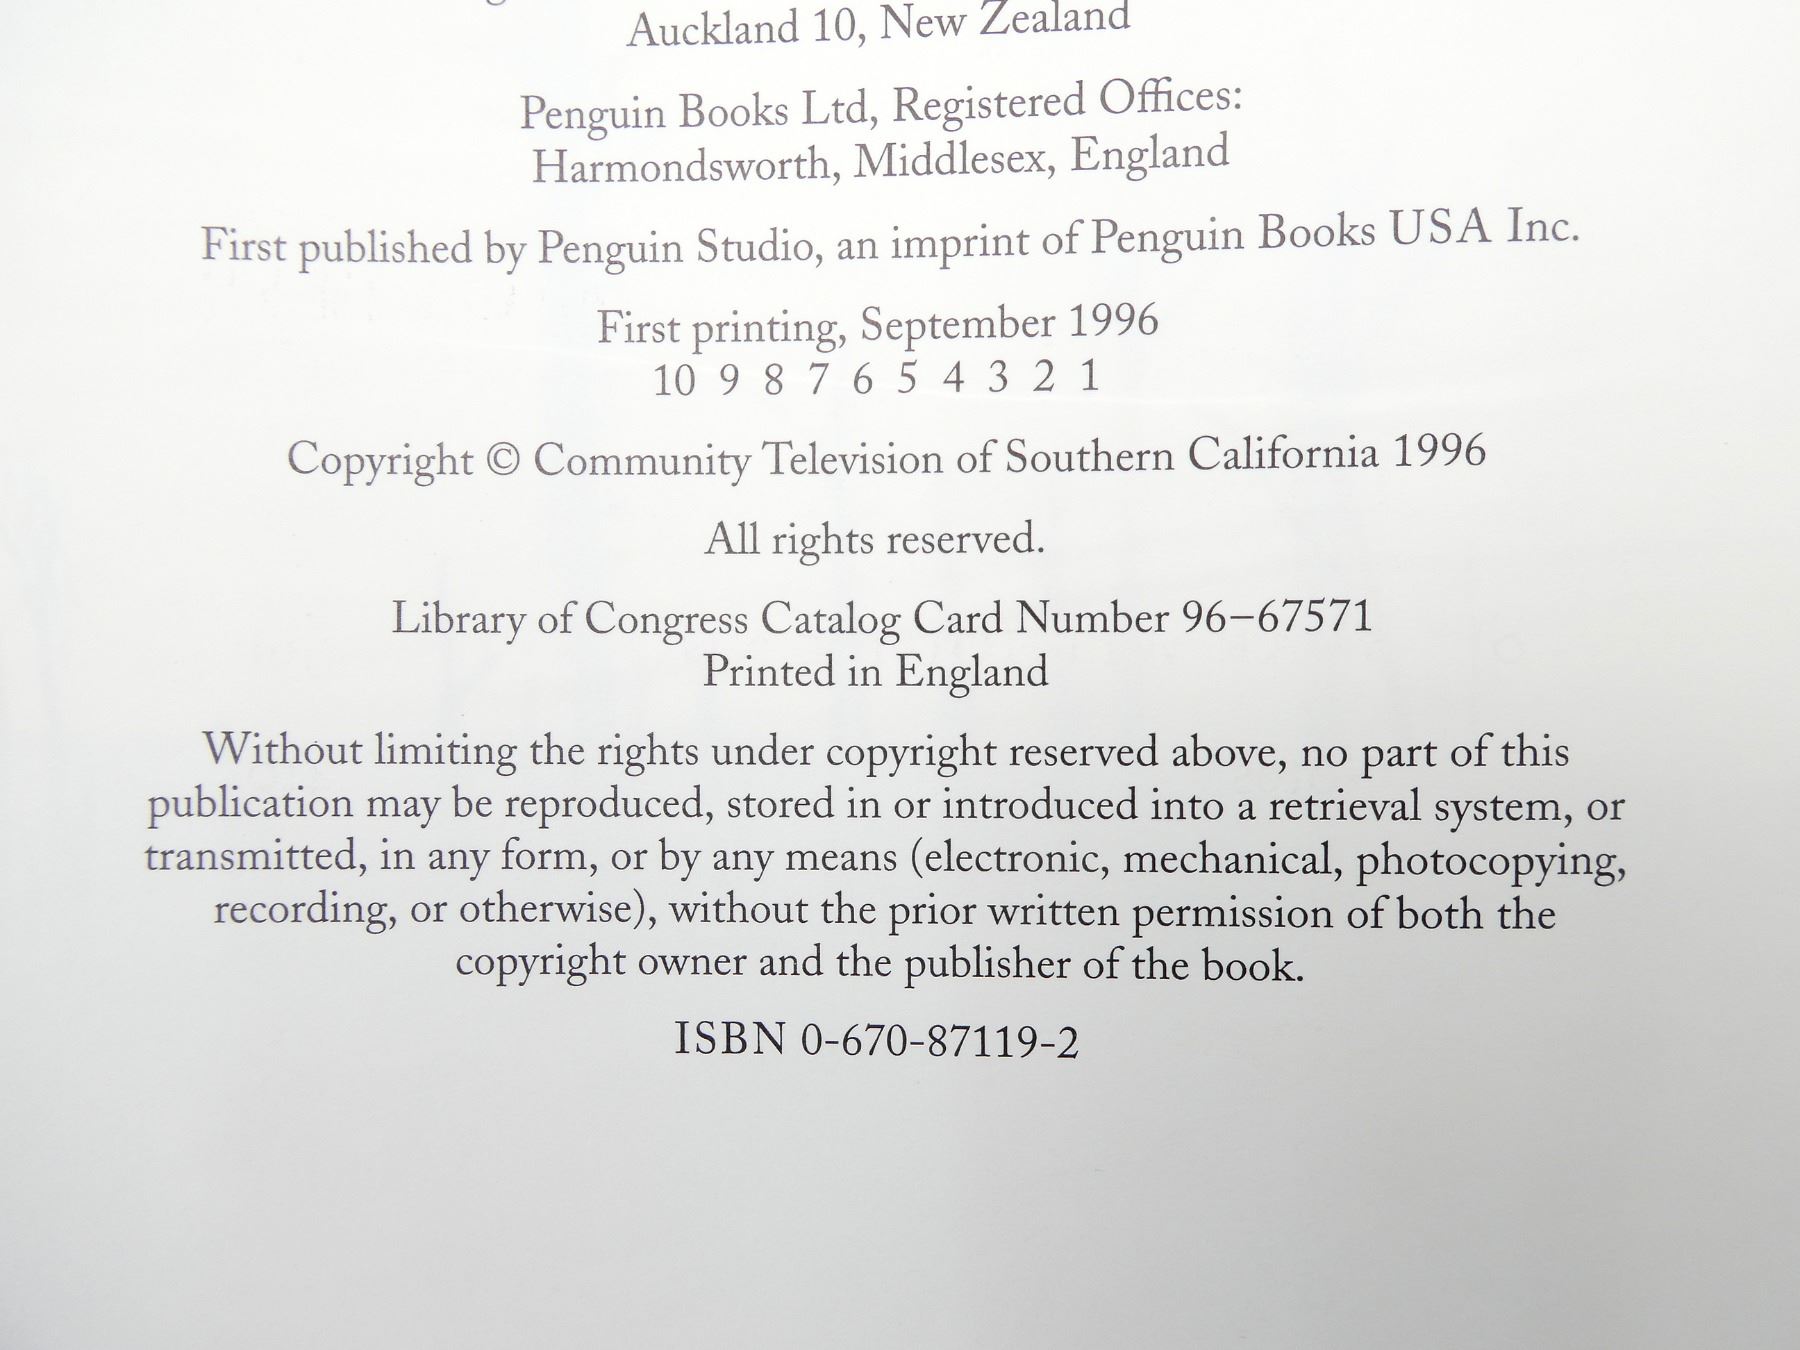 Auckland 10, New Zealand
Penguin Books Ltd, Registered Offices:
Harmondsworth, Middlesex, England
First published by Penguin Studio, an imprint of Penguin Books USA Inc.
First printing, September 1996
10 9 8 7 6 5 4 3 2 1
Copyright © Community Television of Southern California 1996
All rights reserved.
Library of Congress Catalog Card Number 96–67571
Printed in England
Without limiting the rights under copyright reserved above, no part of this
publication may be reproduced, stored in or introduced into a retrieval system, or
transmitted, in any form, or by any means (electronic, mechanical, photocopying,
recording, or otherwise), without the prior written permission of both the
copyright owner and the publisher of the book.
ISBN 0-670-87119-2